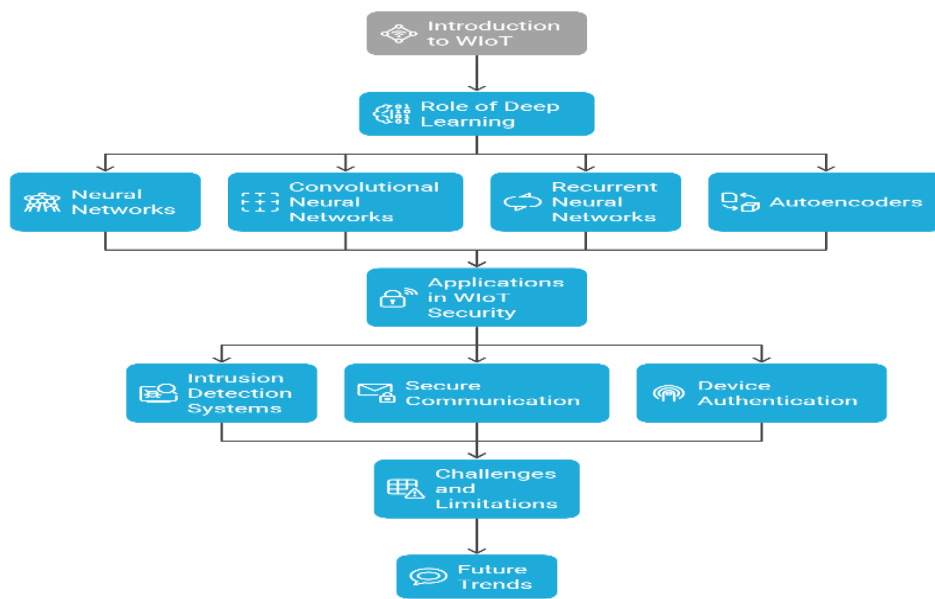 Introduction
to WIoT
Role of Deep
Learning
Neural
Networks
Convolutional
Neural
Networks
Recurrent
Neural
Networks
Autoencoders
Applications
in WIoT
Security
Intrusion
Detection
Systems
Secure
Communication
Device
Authentication
Challenges
and
Limitations
Future
Trends